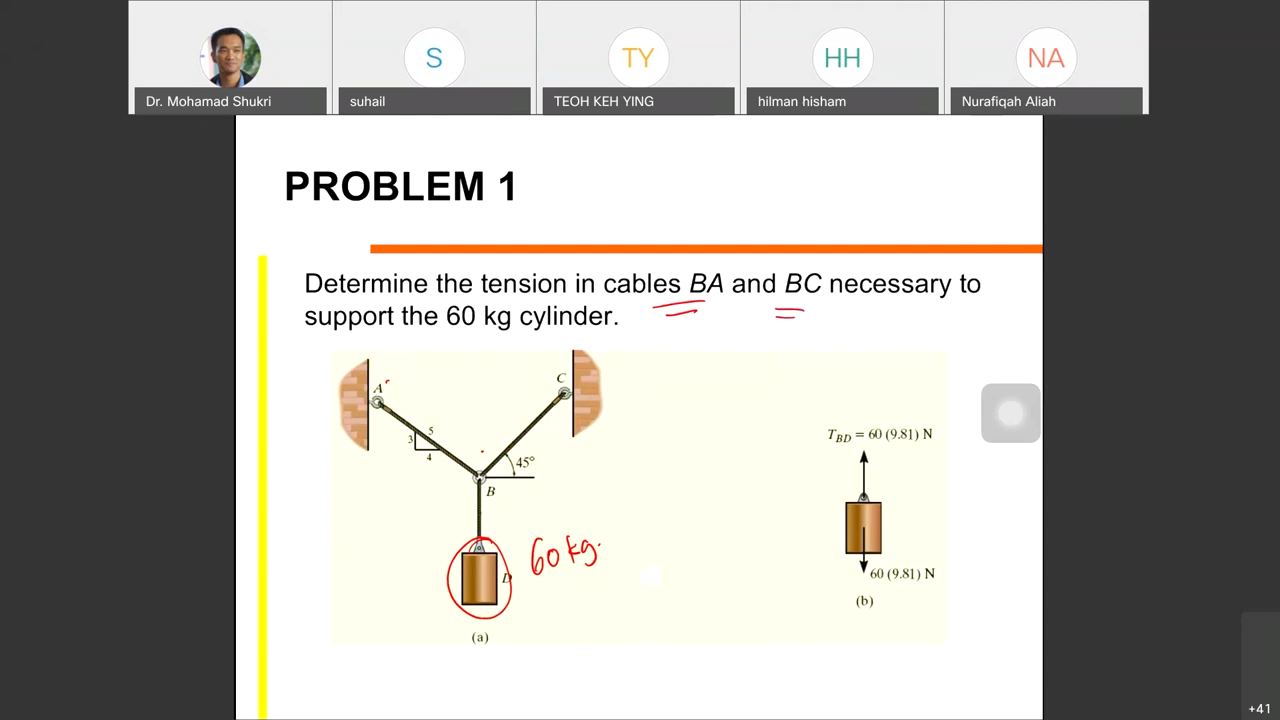 S
TY
HH
NA
Dr. Mohamad Shukri
suhail
TEOH KEH YING
hilman hisham
Nurafiqah Aliah
PROBLEM 1
Determine the tension in cables BA and BC necessary to
support the 60 kg cylinder.
A
C
5
3
4
45°
B
D
60 kg.
(a)
T_BD = 60 (9.81) N
60 (9.81) N
(b)
+41